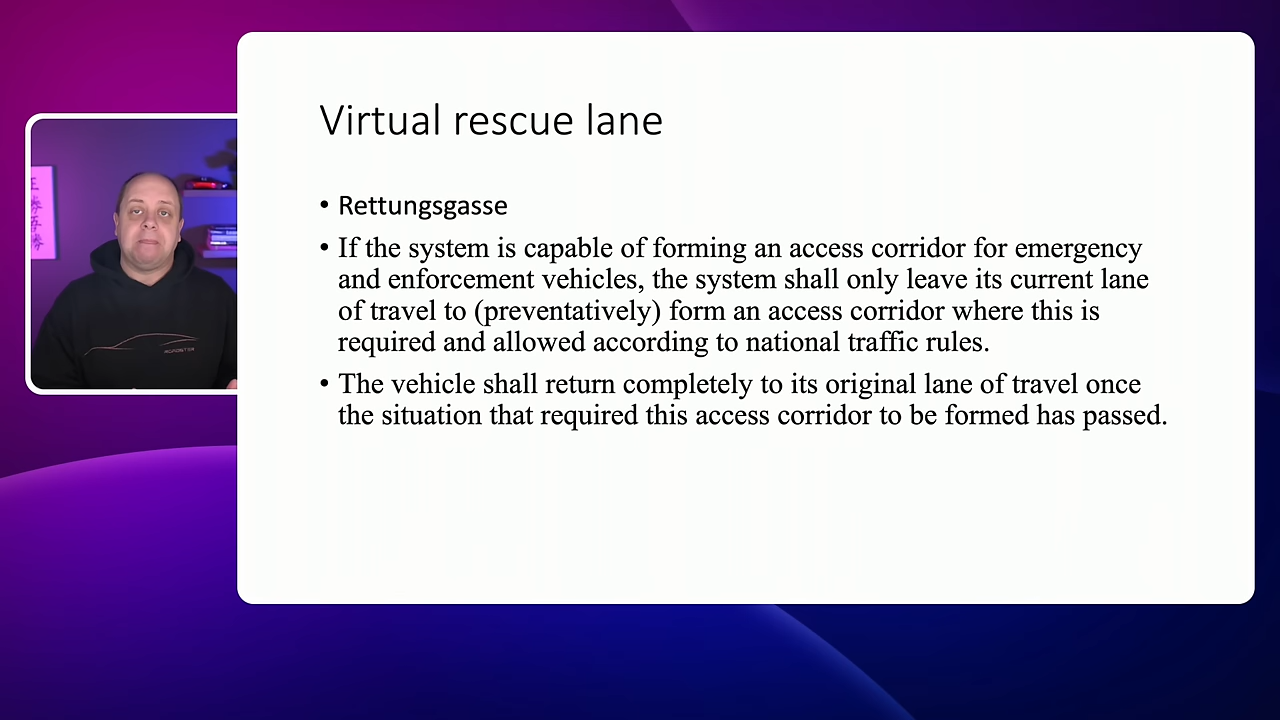 Virtual rescue lane
• Rettungsgasse
• If the system is capable of forming an access corridor for emergency
and enforcement vehicles, the system shall only leave its current lane
of travel to (preventatively) form an access corridor where this is
required and allowed according to national traffic rules.
• The vehicle shall return completely to its original lane of travel once
the situation that required this access corridor to be formed has passed.
ROADSTER